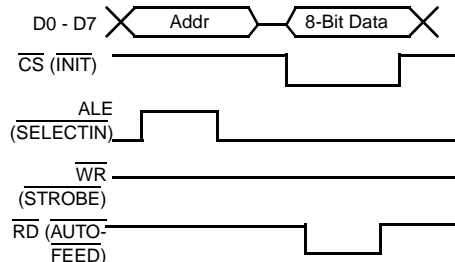 D0 - D7
Addr
8-Bit Data
CS (INIT)
ALE
(SELECTIN)
WR
(STROBE)
RD (AUTO-
FEED)